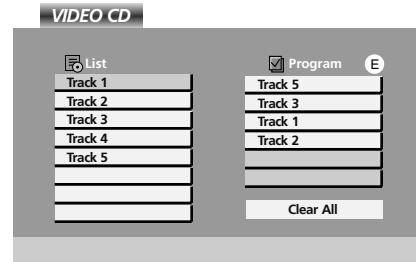 VIDEO CD
List
Track 1
Track 2
Track 3
Track 4
Track 5
Program E
Track 5
Track 3
Track 1
Track 2
Clear All